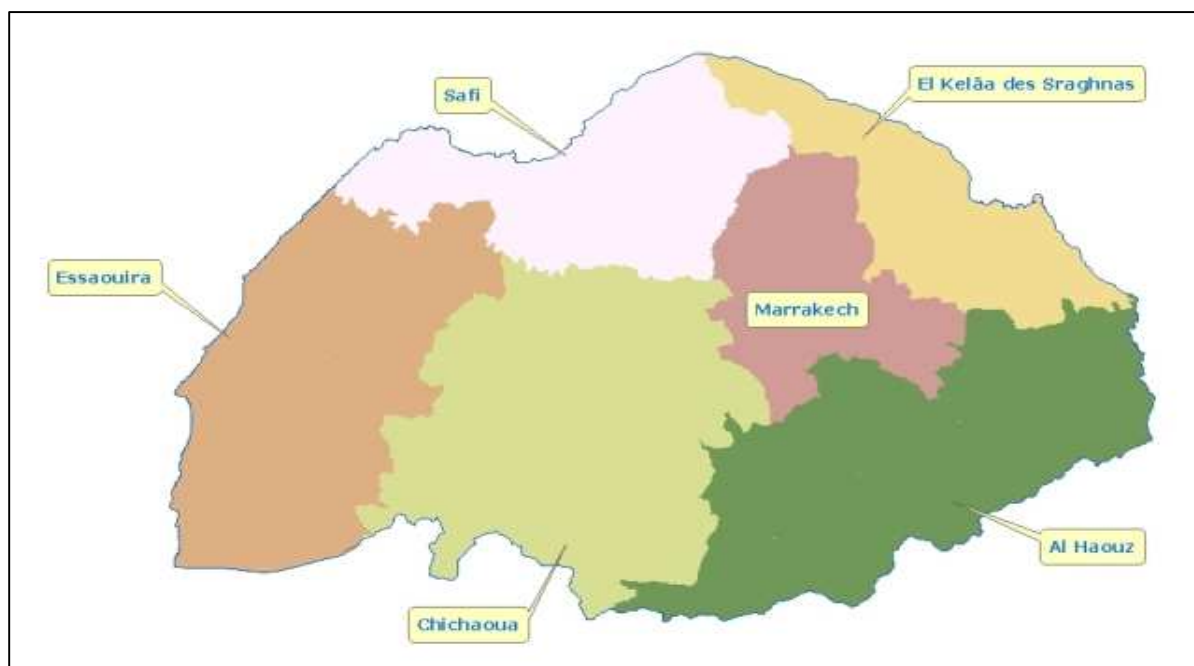 El Kelâa des Sraghnas
Safi
Essaouira
Marrakech
Al Haouz
Chichaoua